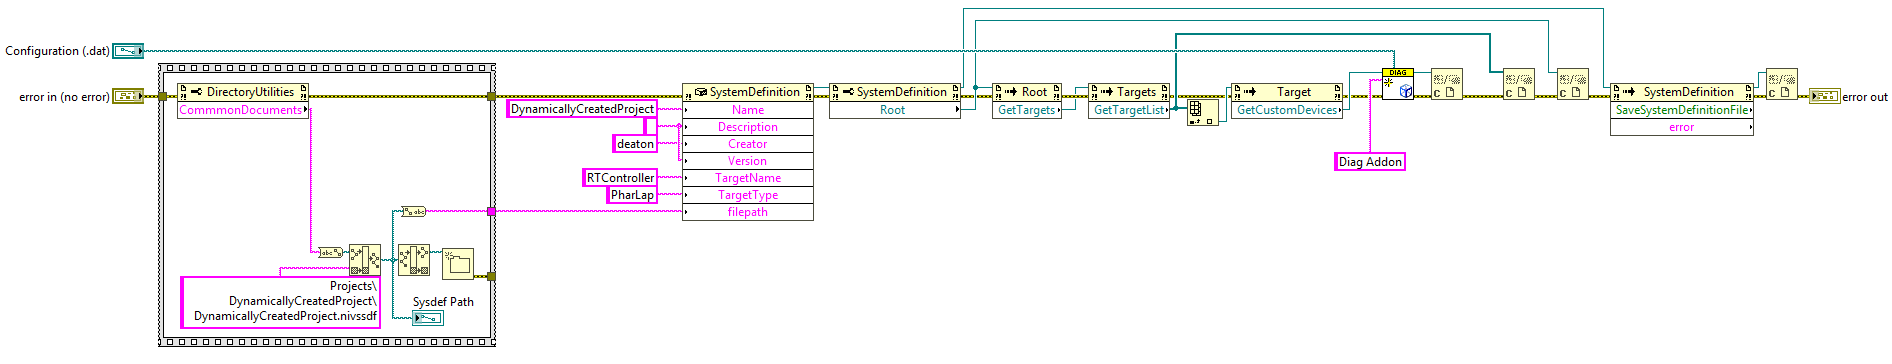 Configuration (.dat)
error in (no error)
DirectoryUtilities
CommmonDocuments
abc
abc
Projects\
DynamicallyCreatedProject\
DynamicallyCreatedProject.nivssdf
Sysdef Path
DynamicallyCreatedProject
deaton
RTController
PharLap
SystemDefinition
Name
Description
Creator
Version
TargetName
TargetType
filepath
SystemDefinition
Root
Root
GetTargets
Targets
GetTargetList
Target
GetCustomDevices
DIAG
Diag Addon
C
C
C
SystemDefinition
SaveSystemDefinitionFile
error
C
error out